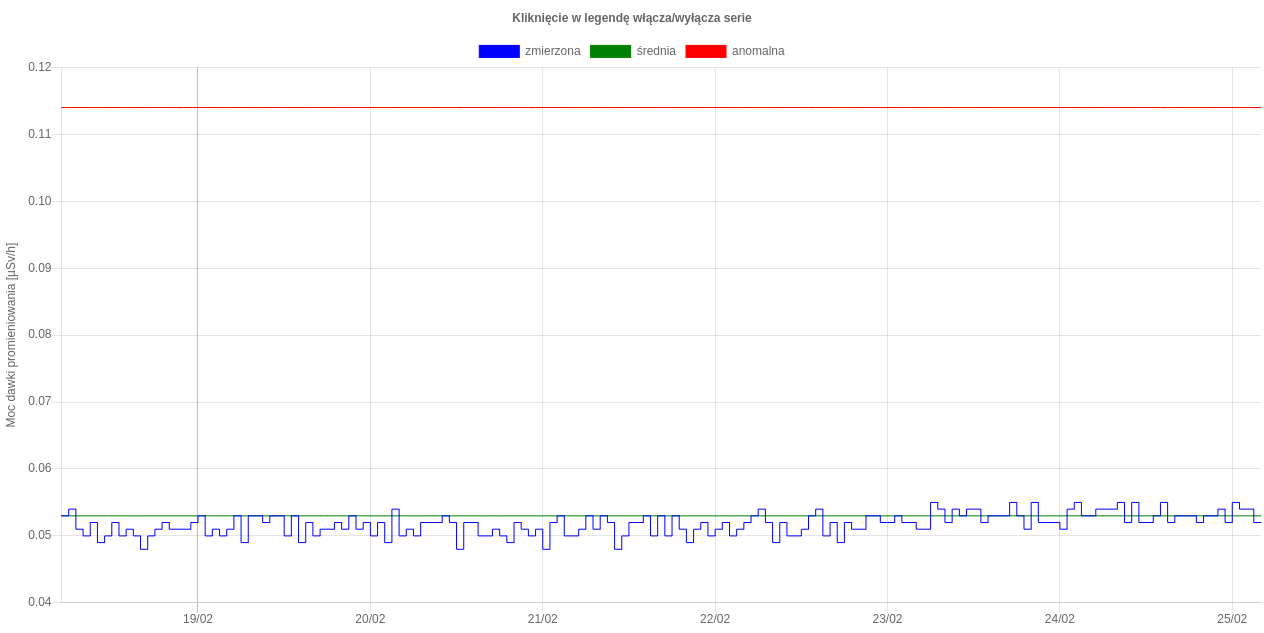 Kliknięcie w legendę włącza/wyłącza serie
zmierzona średnia anomalna
Moc dawki promieniowania [µSv/h]
0.12
0.11
0.10
0.09
0.08
0.07
0.06
0.05
0.04
19/02 20/02 21/02 22/02 23/02 24/02 25/02